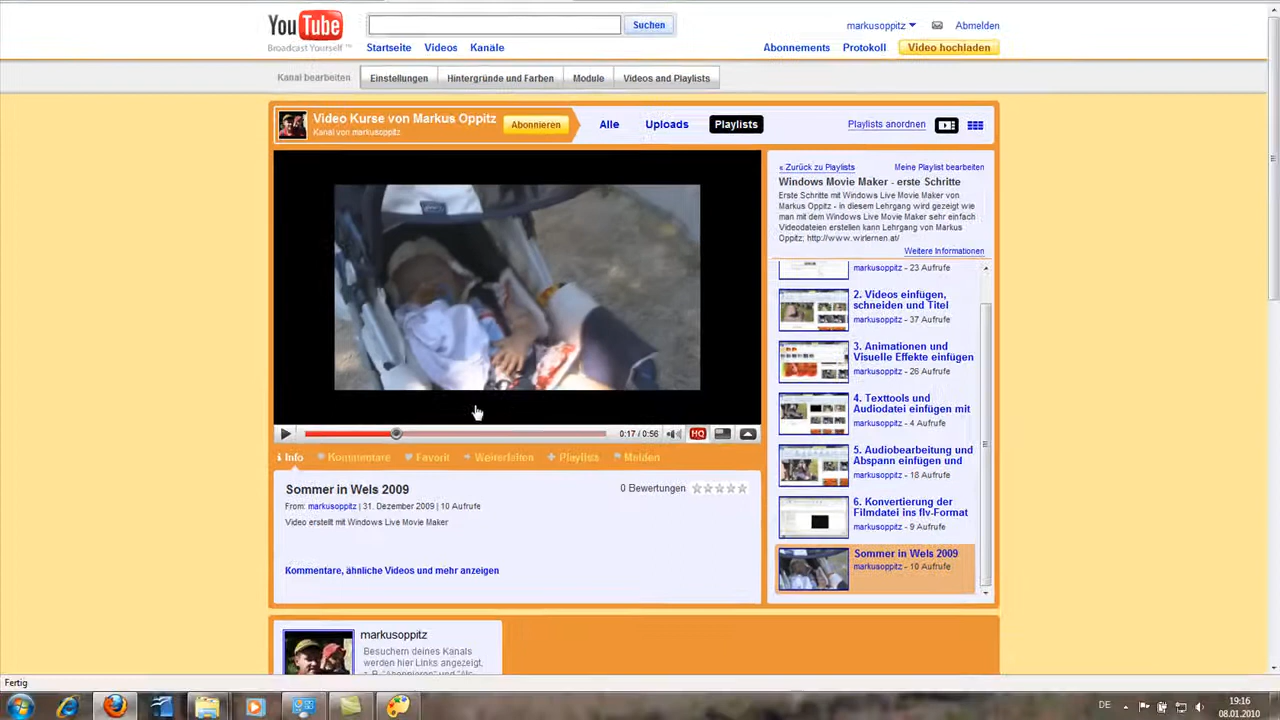 YouTube
Suchen
markusoppitz
Abmelden
Broadcast Yourself ™
Startseite
Videos
Kanäle
Abonnements
Protokoll
Video hochladen
Kanal bearbeiten
Einstellungen
Hintergründe und Farben
Module
Videos and Playlists
Video Kurse von Markus Oppitz
Kanal von markusoppitz
Abonnieren
Alle
Uploads
Playlists
Playlists anordnen
« Zurück zu Playlists
Meine Playlist bearbeiten
Windows Movie Maker - erste Schritte
Erste Schritte mit Windows Live Movie Maker von
Markus Oppitz - in diesem Lehrgang wird gezeigt wie
man mit dem Windows Live Movie Maker sehr einfach
Videodateien erstellen kann Lehrgang von Markus
Oppitz; http://www.wirlernen.at/
Weitere Informationen
markusoppitz - 23 Aufrufe
2. Videos einfügen,
schneiden und Titel
markusoppitz - 37 Aufrufe
3. Animationen und
Visuelle Effekte einfügen
markusoppitz - 26 Aufrufe
4. Texttools und
Audiodatei einfügen mit
markusoppitz - 4 Aufrufe
5. Audiobearbeitung und
Abspann einfügen und
markusoppitz - 18 Aufrufe
6. Konvertierung der
Filmdatei ins flv-Format
markusoppitz - 9 Aufrufe
Sommer in Wels 2009
markusoppitz - 10 Aufrufe
0:17 / 0:56
HQ
Info
Kommentare
Favorit
Weiterleiten
Playlists
Melden
Sommer in Wels 2009
0 Bewertungen
From: markusoppitz | 31. Dezember 2009 | 10 Aufrufe
Video erstellt mit Windows Live Movie Maker
Kommentare, ähnliche Videos und mehr anzeigen
markusoppitz
Besuchern deines Kanals
werden hier Links angezeigt,
z. B. "Abonnieren" und "Als
Fertig
DE
19:16
08.01.2010